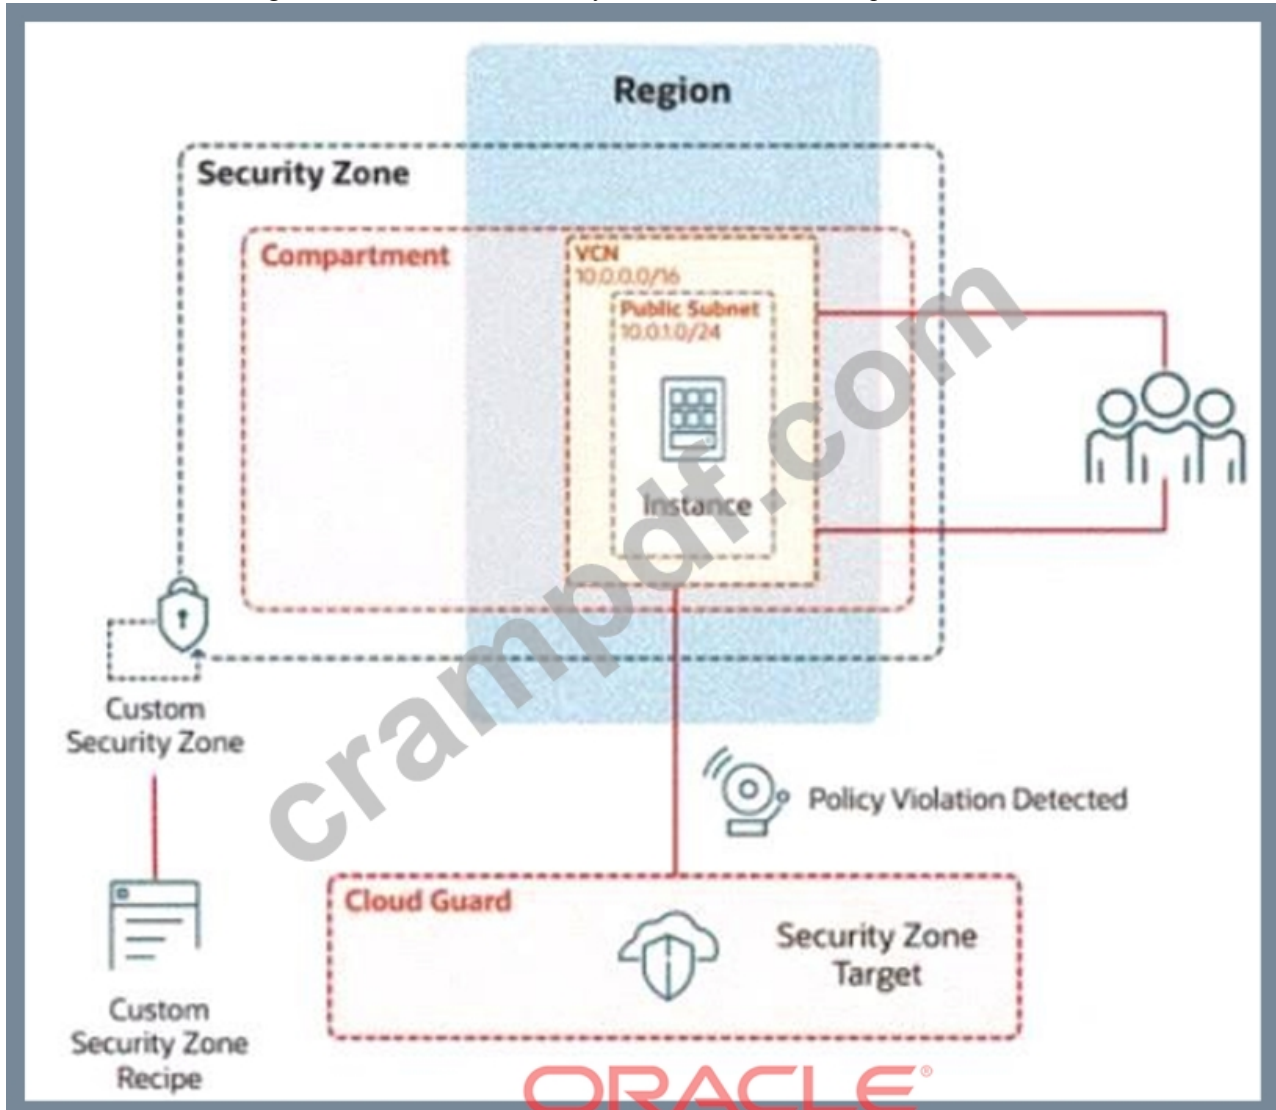 Region
Security Zone
Compartment
VCN
10.0.0.0/16
Public Subnet
10.0.1.0/24
Instance
crampdf.com
Custom
Security Zone
Policy Violation Detected
Cloud Guard
Security Zone
Target
Custom
Security Zone
Recipe
ORACLE®